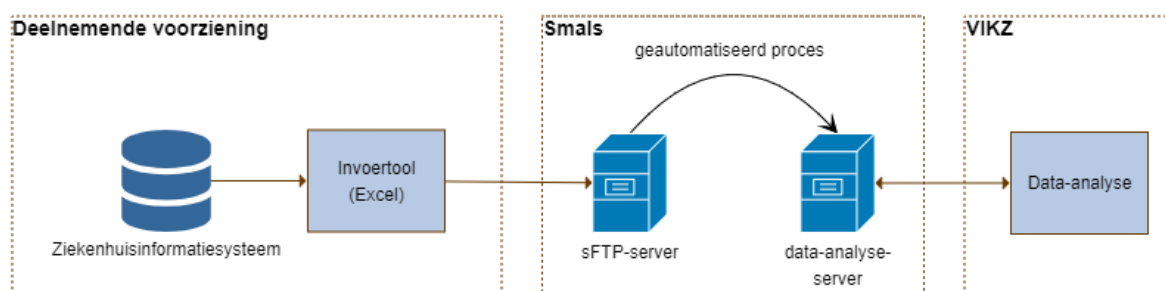 Deelnemende voorziening
Smals
VIKZ
geautomatiseerd proces
Invoertool
(Excel)
Data-analyse
Ziekenhuisinformatiesysteem
sFTP-server
data-analyse-
server